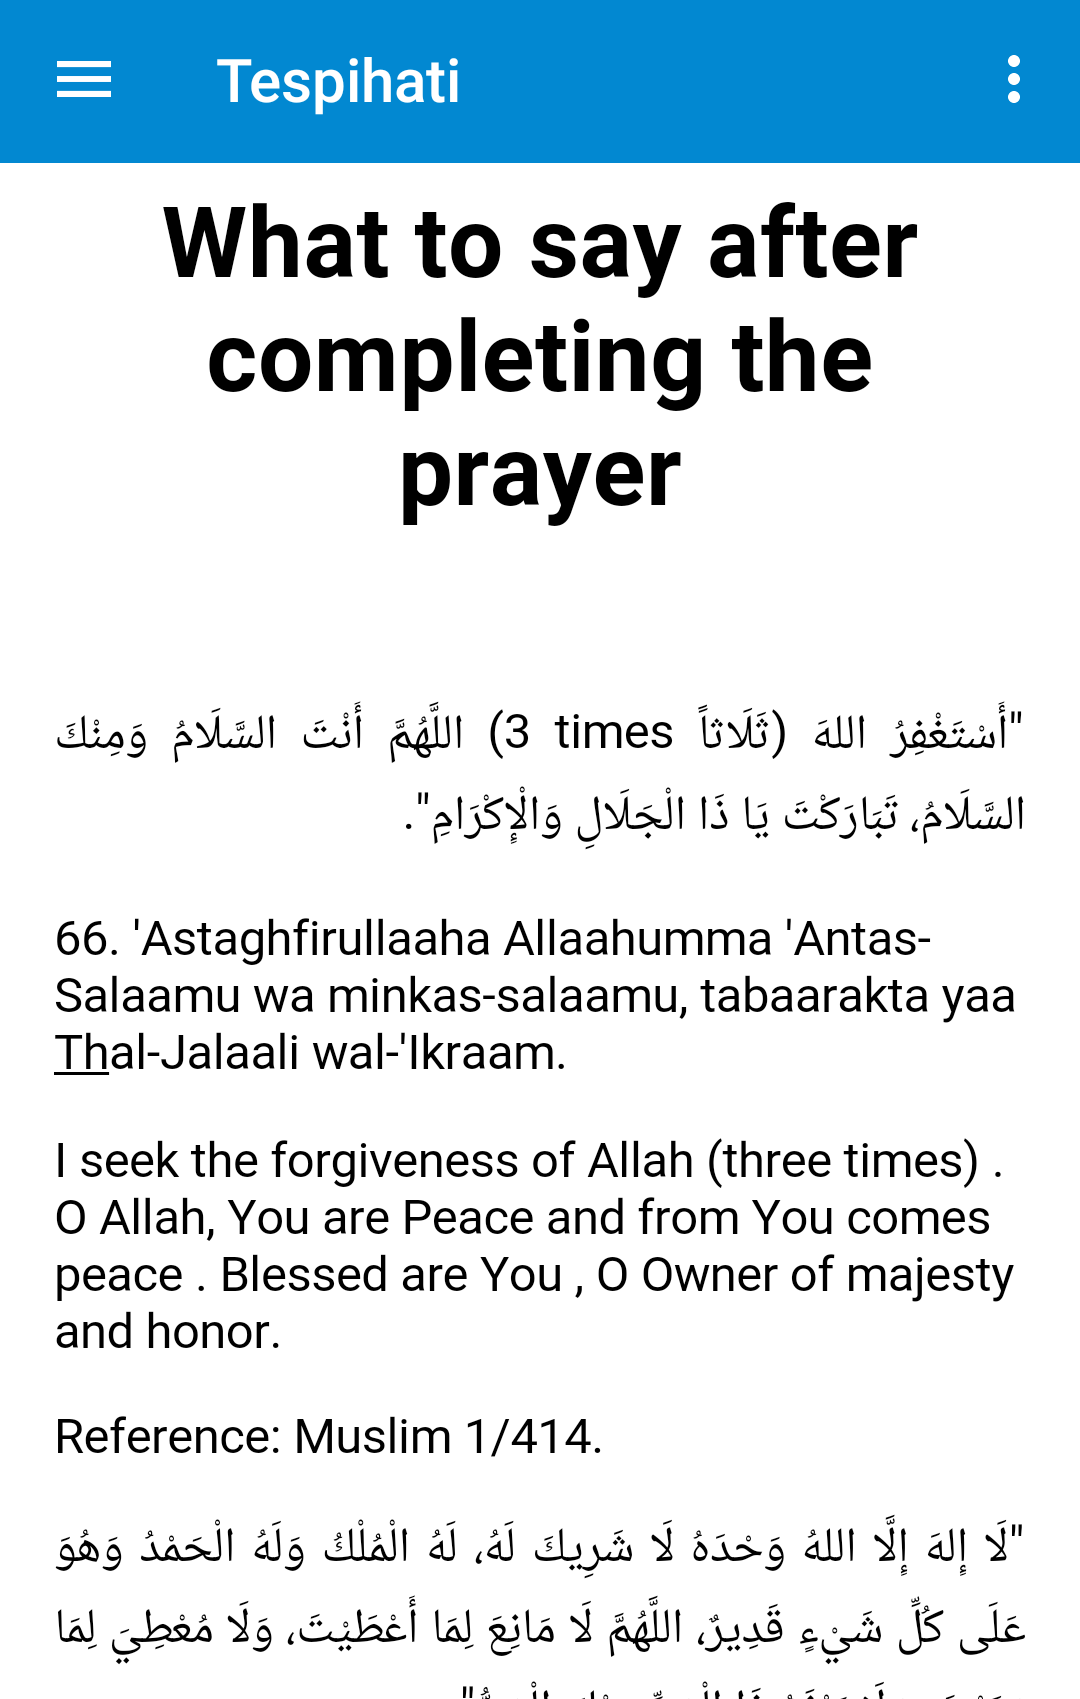 Tespihati
What to say after
completing the
prayer
"أَسْتَغْفِرُ اللهَ (ثَلَاثاً 3 times) اللَّهُمَّ أَنْتَ السَّلَامُ وَمِنْكَ
السَّلَامُ، تَبَارَكْتَ يَا ذَا الْجَلَالِ وَالْإِكْرَامِ".
66. 'Astaghfirullaaha Allaahumma 'Antas-
Salaamu wa minkas-salaamu, tabaarakta yaa
Thal-Jalaali wal-'Ikraam.
I seek the forgiveness of Allah (three times) .
O Allah, You are Peace and from You comes
peace . Blessed are You , O Owner of majesty
and honor.
Reference: Muslim 1/414.
"لَا إِلهَ إِلَّا اللهُ وَحْدَهُ لَا شَرِيكَ لَهُ، لَهُ الْمُلْكُ وَلَهُ الْحَمْدُ وَهُوَ
عَلَى كُلِّ شَيْءٍ قَدِيرٌ، اللَّهُمَّ لَا مَانِعَ لِمَا أَعْطَيْتَ، وَلَا مُعْطِيَ لِمَا